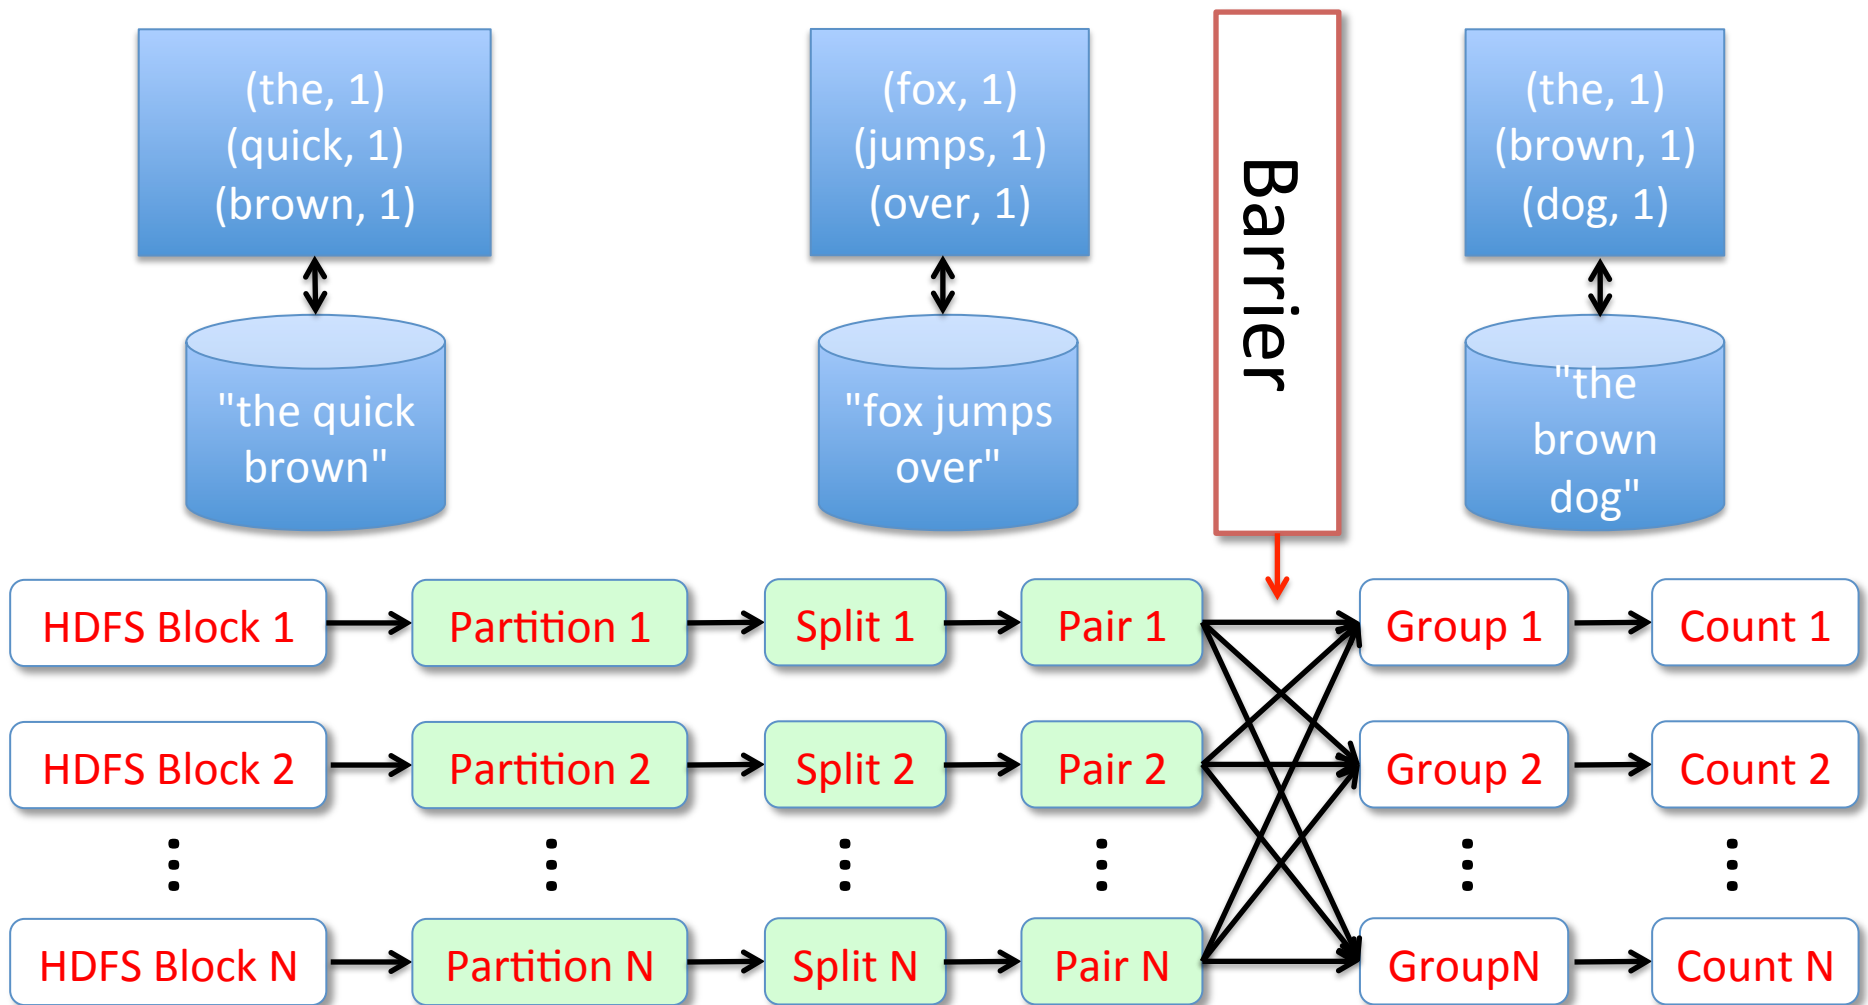 (the, 1)
(quick, 1)
(brown, 1)
(fox, 1)
(jumps, 1)
(over, 1)
Barrier
(the, 1)
(brown, 1)
(dog, 1)
"the quick
brown"
"fox jumps
over"
"the
brown
dog"
HDFS Block 1
Partition 1
Split 1
Pair 1
Group 1
Count 1
HDFS Block 2
Partition 2
Split 2
Pair 2
Group 2
Count 2
HDFS Block N
Partition N
Split N
Pair N
GroupN
Count N